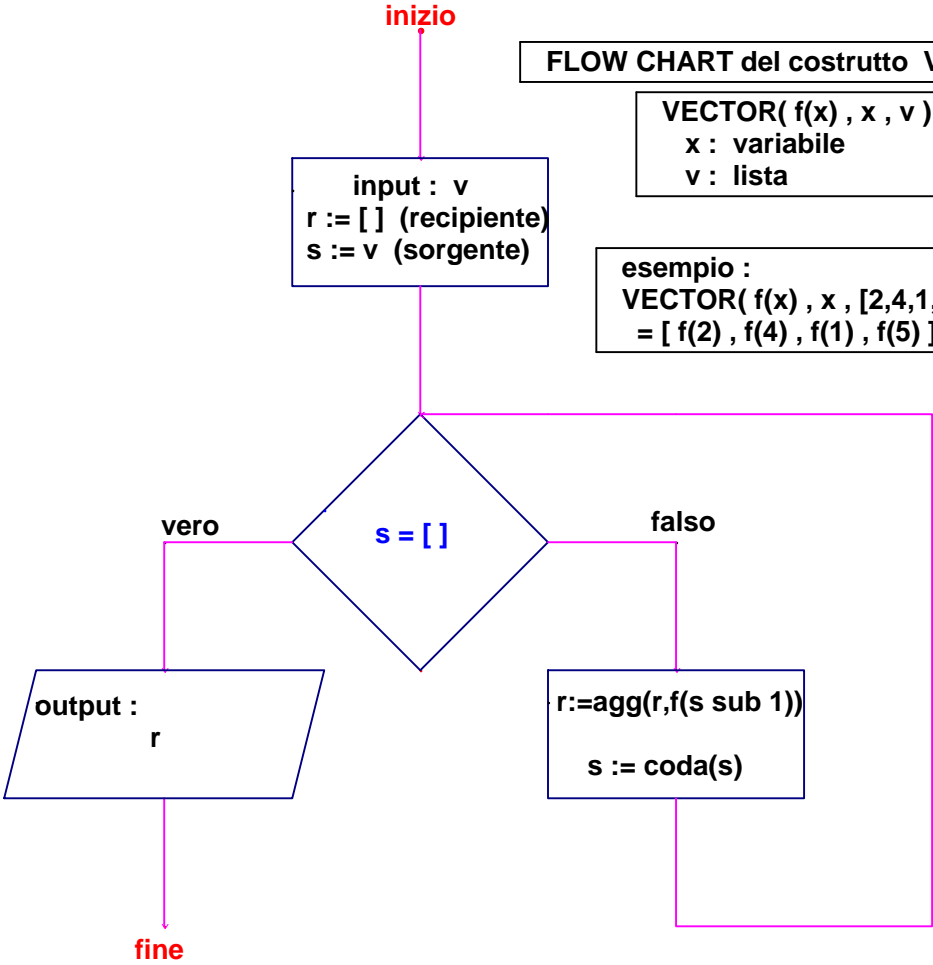 inizio
FLOW CHART del costrutto V
VECTOR( f(x) , x , v )
x : variabile
v : lista
input : v
r := [ ] (recipiente)
s := v (sorgente)
esempio :
VECTOR( f(x) , x , [2,4,1,
= [ f(2) , f(4) , f(1) , f(5) ]
vero
s = [ ]
falso
output :
r
r:=agg(r,f(s sub 1))
s := coda(s)
fine